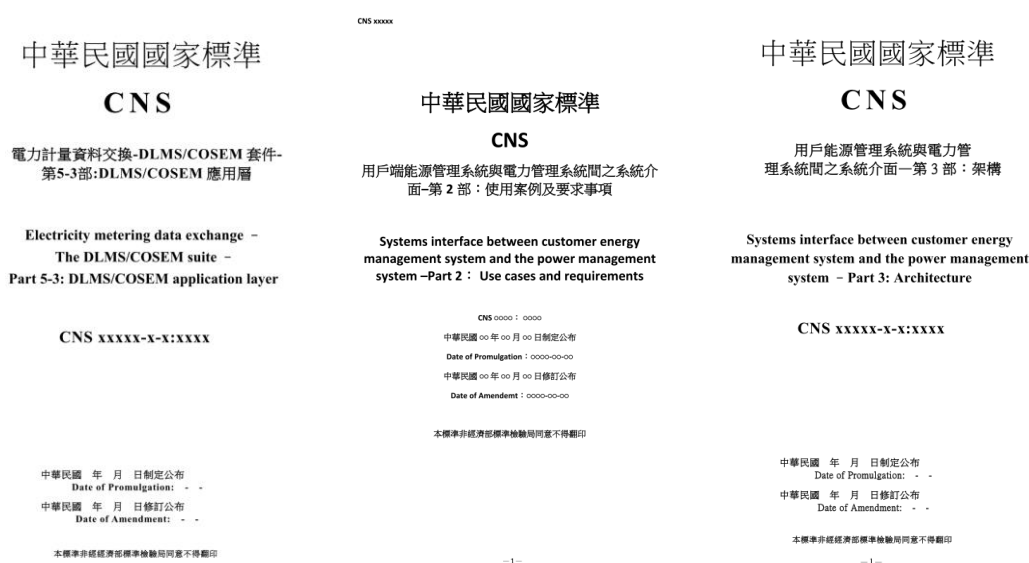 中華民國國家標準
CNS
電力計量資料交換-DLMS/COSEM 套件-
第5-3部:DLMS/COSEM 應用層
Electricity metering data exchange –
The DLMS/COSEM suite –
Part 5-3: DLMS/COSEM application layer
CNS xxxxx-x-x:xxxx
中華民國 年 月 日制定公布
Date of Promulgation: - -
中華民國 年 月 日修訂公布
Date of Amendment: - -
本標準非經經濟部標準檢驗局同意不得翻印
CNS xxxxx
中華民國國家標準
CNS
用戶端能源管理系統與電力管理系統間之系統介
面–第 2 部：使用案例及要求事項
Systems interface between customer energy
management system and the power management
system –Part 2： Use cases and requirements
CNS ○○○○： ○○○○
中華民國 ○○ 年 ○○ 月 ○○ 日制定公布
Date of Promulgation：○○○○-○○-○○
中華民國 ○○ 年 ○○ 月 ○○ 日修訂公布
Date of Amendemt：○○○○-○○-○○
本標準非經濟部標準檢驗局同意不得翻印
–1–
中華民國國家標準
CNS
用戶能源管理系統與電力管
理系統間之系統介面—第 3 部：架構
Systems interface between customer energy
management system and the power management
system – Part 3: Architecture
CNS xxxxx-x-x:xxxx
中華民國 年 月 日制定公布
Date of Promulgation: - -
中華民國 年 月 日修訂公布
Date of Amendment: - -
本標準非經濟部標準檢驗局同意不得翻印
–1–